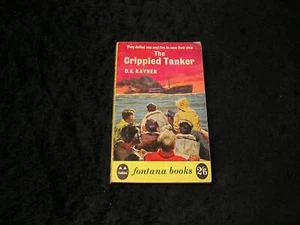 They defied sea and fire to save their ship
The
Crippled Tanker
D.A. RAYNER
fontana books
2'6